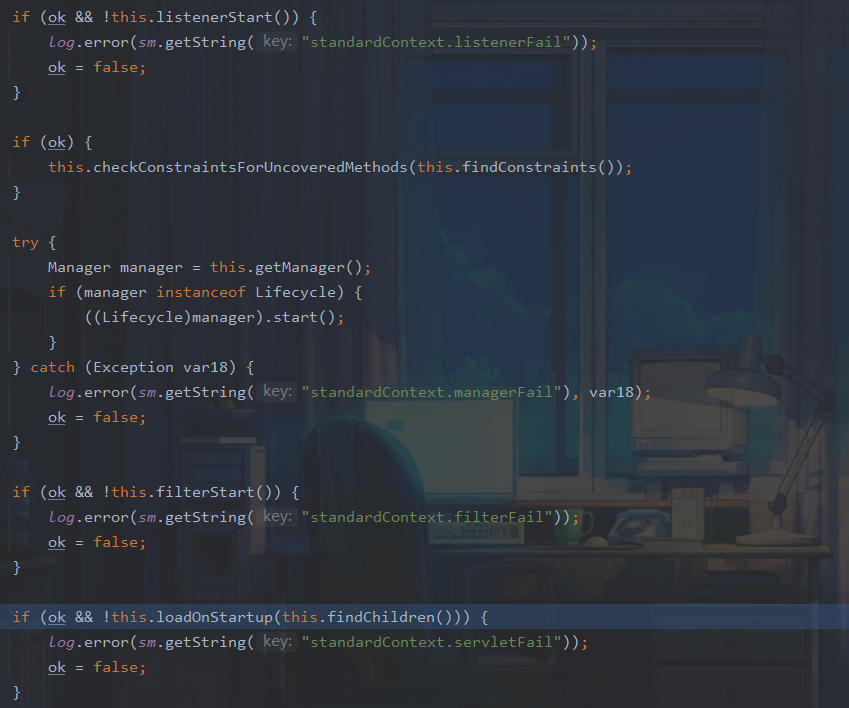 if (ok && !this.listenerStart()) {
    log.error(sm.getString( key: "standardContext.listenerFail"));
    ok = false;
}

if (ok) {
    this.checkConstraintsForUncoveredMethods(this.findConstraints());
}

try {
    Manager manager = this.getManager();
    if (manager instanceof Lifecycle) {
        ((Lifecycle)manager).start();
    }
} catch (Exception var18) {
    log.error(sm.getString( key: "standardContext.managerFail"), var18);
    ok = false;
}

if (ok && !this.filterStart()) {
    log.error(sm.getString( key: "standardContext.filterFail"));
    ok = false;
}

if (ok && !this.loadOnStartup(this.findChildren())) {
    log.error(sm.getString( key: "standardContext.servletFail"));
    ok = false;
}